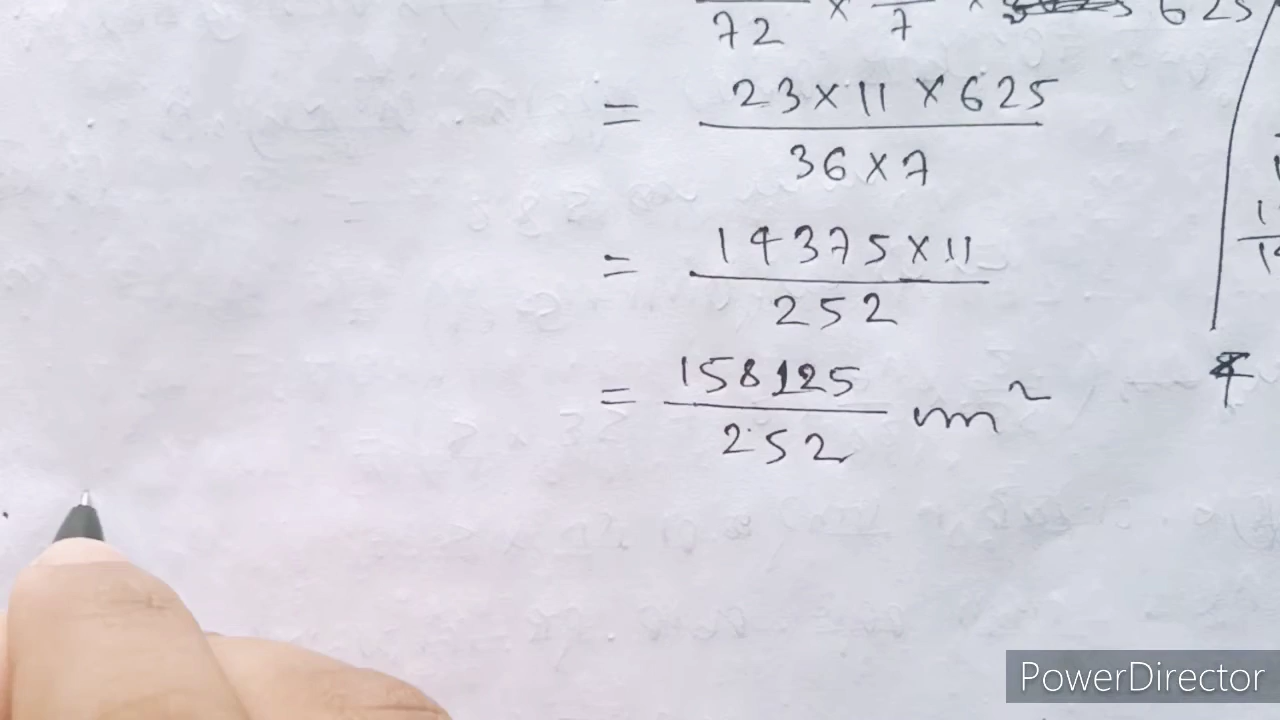 72 × 7 × 625
= 23×11×625
36×7
= 14375×11
252
= 158125
252 cm²
PowerDirector